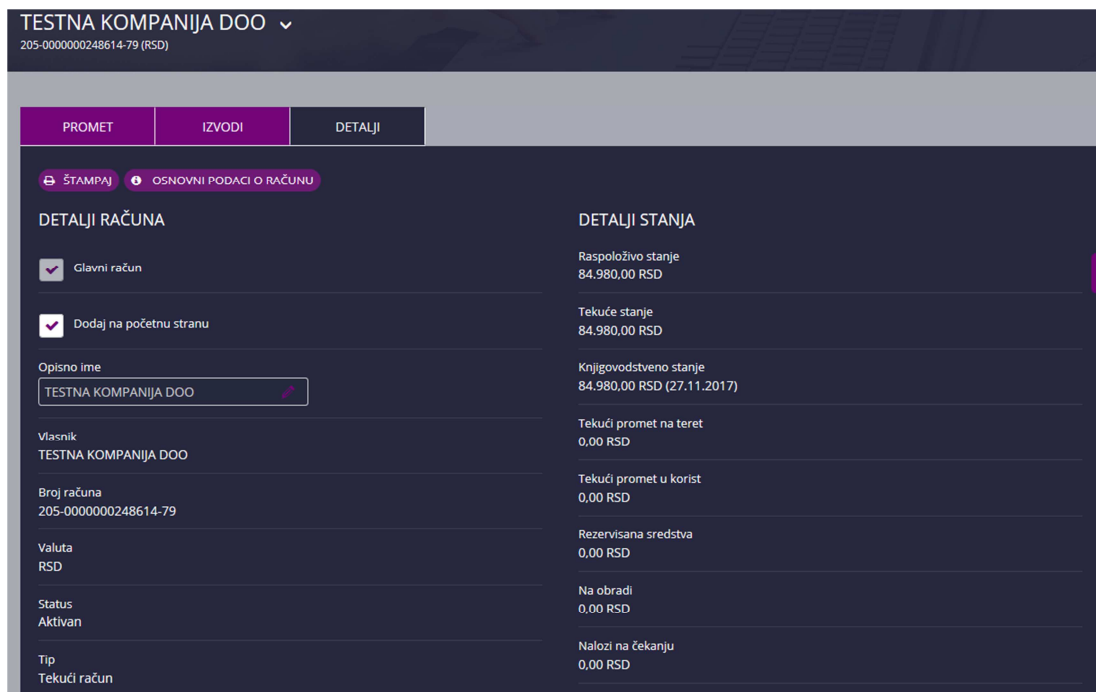 TESTNA KOMPANIJA DOO
205-0000000248614-79 (RSD)
PROMET
IZVODI
DETALJI
ŠTAMPAJ
OSNOVNI PODACI O RAČUNU
DETALJI RAČUNA
Glavni račun
Dodaj na početnu stranu
Opisno ime
TESTNA KOMPANIJA DOO
Vlasnik
TESTNA KOMPANIJA DOO
Broj računa
205-0000000248614-79
Valuta
RSD
Status
Aktivan
Tip
Tekući račun
DETALJI STANJA
Raspoloživo stanje
84.980,00 RSD
Tekuće stanje
84.980,00 RSD
Knjigovodstveno stanje
84.980,00 RSD (27.11.2017)
Tekući promet na teret
0,00 RSD
Tekući promet u korist
0,00 RSD
Rezervisana sredstva
0,00 RSD
Na obradi
0,00 RSD
Nalozi na čekanju
0,00 RSD